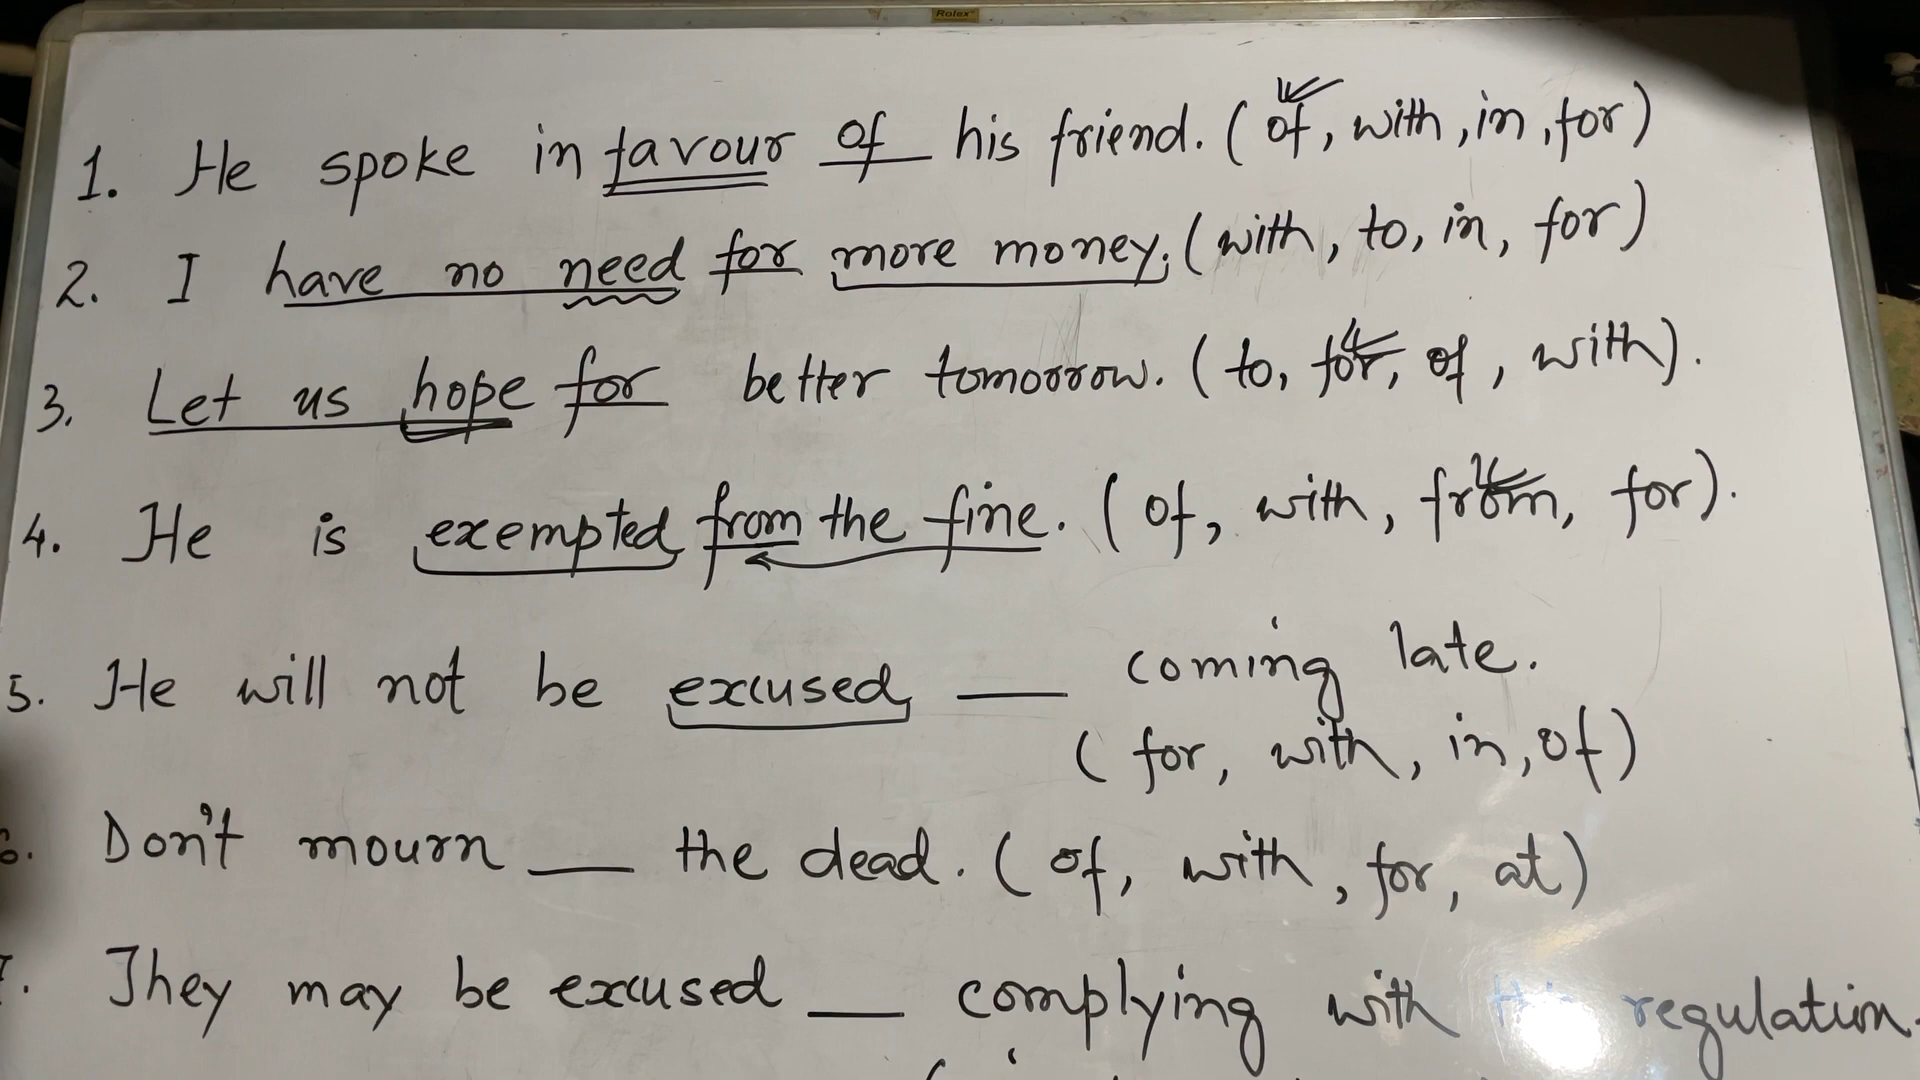 Rolex
1. He spoke in favour of his friend. (of, with, in, for)
2. I have no need for more money. (with, to, in, for)
3. Let us hope for better tomorrow. (to, for, of, with).
4. He is exempted from the fine. (of, with, from, for).
5. He will not be excused ___ coming late.
(for, with, in, of)
6. Don't mourn ___ the dead. (of, with, for, at)
7. They may be excused ___ complying with regulation.